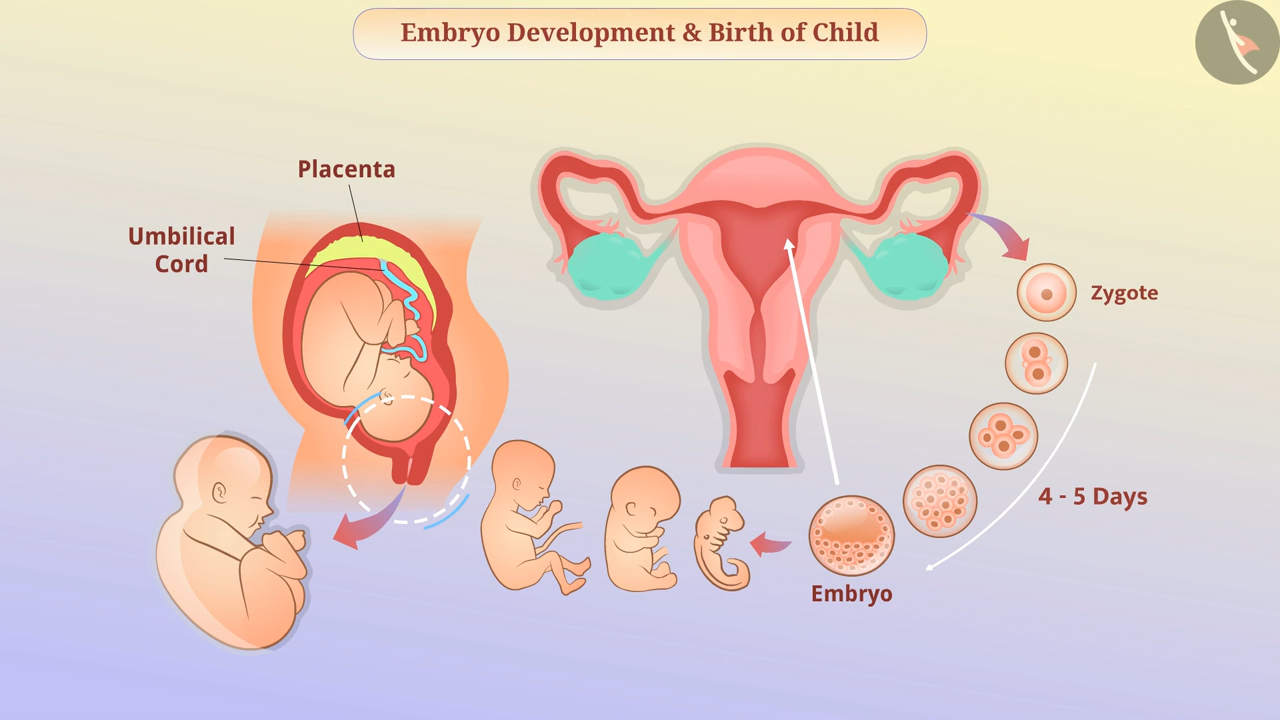 Embryo Development & Birth of Child
Placenta
Umbilical
Cord
Zygote
4 - 5 Days
Embryo